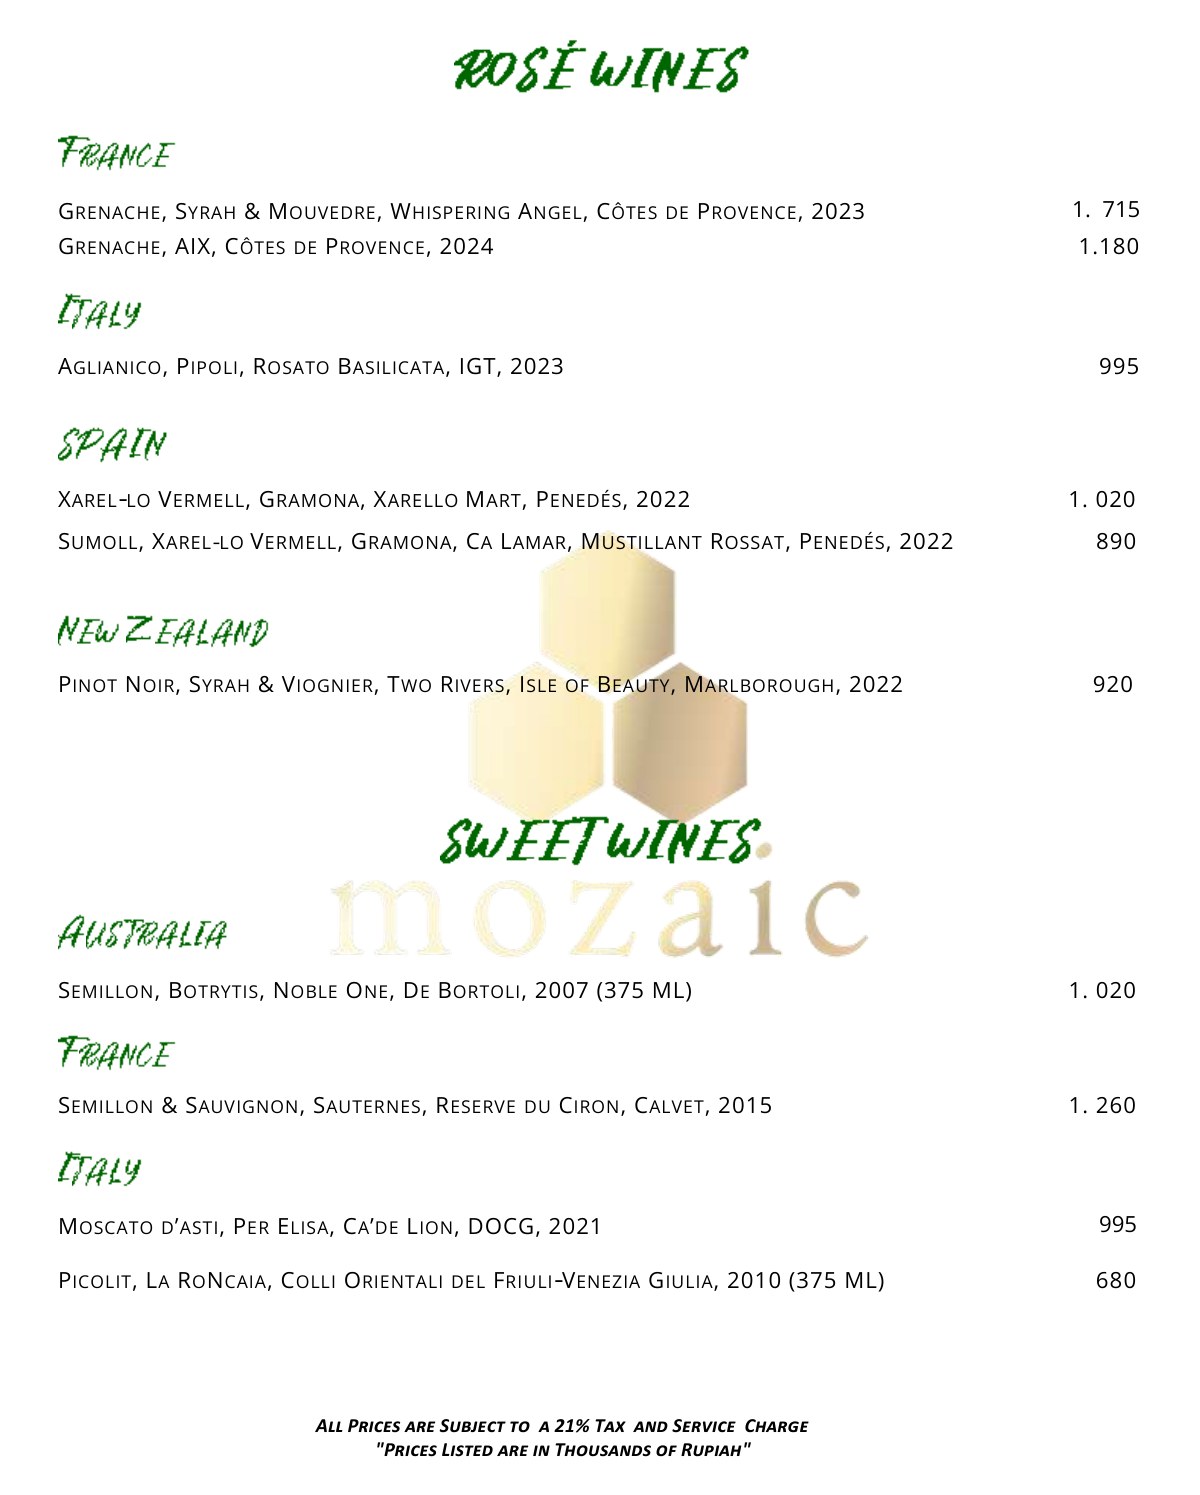 ROSÉ WINES
FRANCE
GRENACHE, SYRAH & MOUVEDRE, WHISPERING ANGEL, CÔTES DE PROVENCE, 2023 1. 715
GRENACHE, AIX, CÔTES DE PROVENCE, 2024 1.180
ITALY
AGLIANICO, PIPOLI, ROSATO BASILICATA, IGT, 2023 995
SPAIN
XAREL-LO VERMELL, GRAMONA, XARELLO MART, PENEDÉS, 2022 1. 020
SUMOLL, XAREL-LO VERMELL, GRAMONA, CA LAMAR, MUSTILLANT ROSSAT, PENEDÉS, 2022 890
NEW ZEALAND
PINOT NOIR, SYRAH & VIOGNIER, TWO RIVERS, ISLE OF BEAUTY, MARLBOROUGH, 2022 920
SWEET WINES
mozaic
AUSTRALIA
SEMILLON, BOTRYTIS, NOBLE ONE, DE BORTOLI, 2007 (375 ML) 1. 020
FRANCE
SEMILLON & SAUVIGNON, SAUTERNES, RESERVE DU CIRON, CALVET, 2015 1. 260
ITALY
MOSCATO D'ASTI, PER ELISA, CA'DE LION, DOCG, 2021 995
PICOLIT, LA RONCAIA, COLLI ORIENTALI DEL FRIULI-VENEZIA GIULIA, 2010 (375 ML) 680
ALL PRICES ARE SUBJECT TO A 21% TAX AND SERVICE CHARGE
"PRICES LISTED ARE IN THOUSANDS OF RUPIAH"